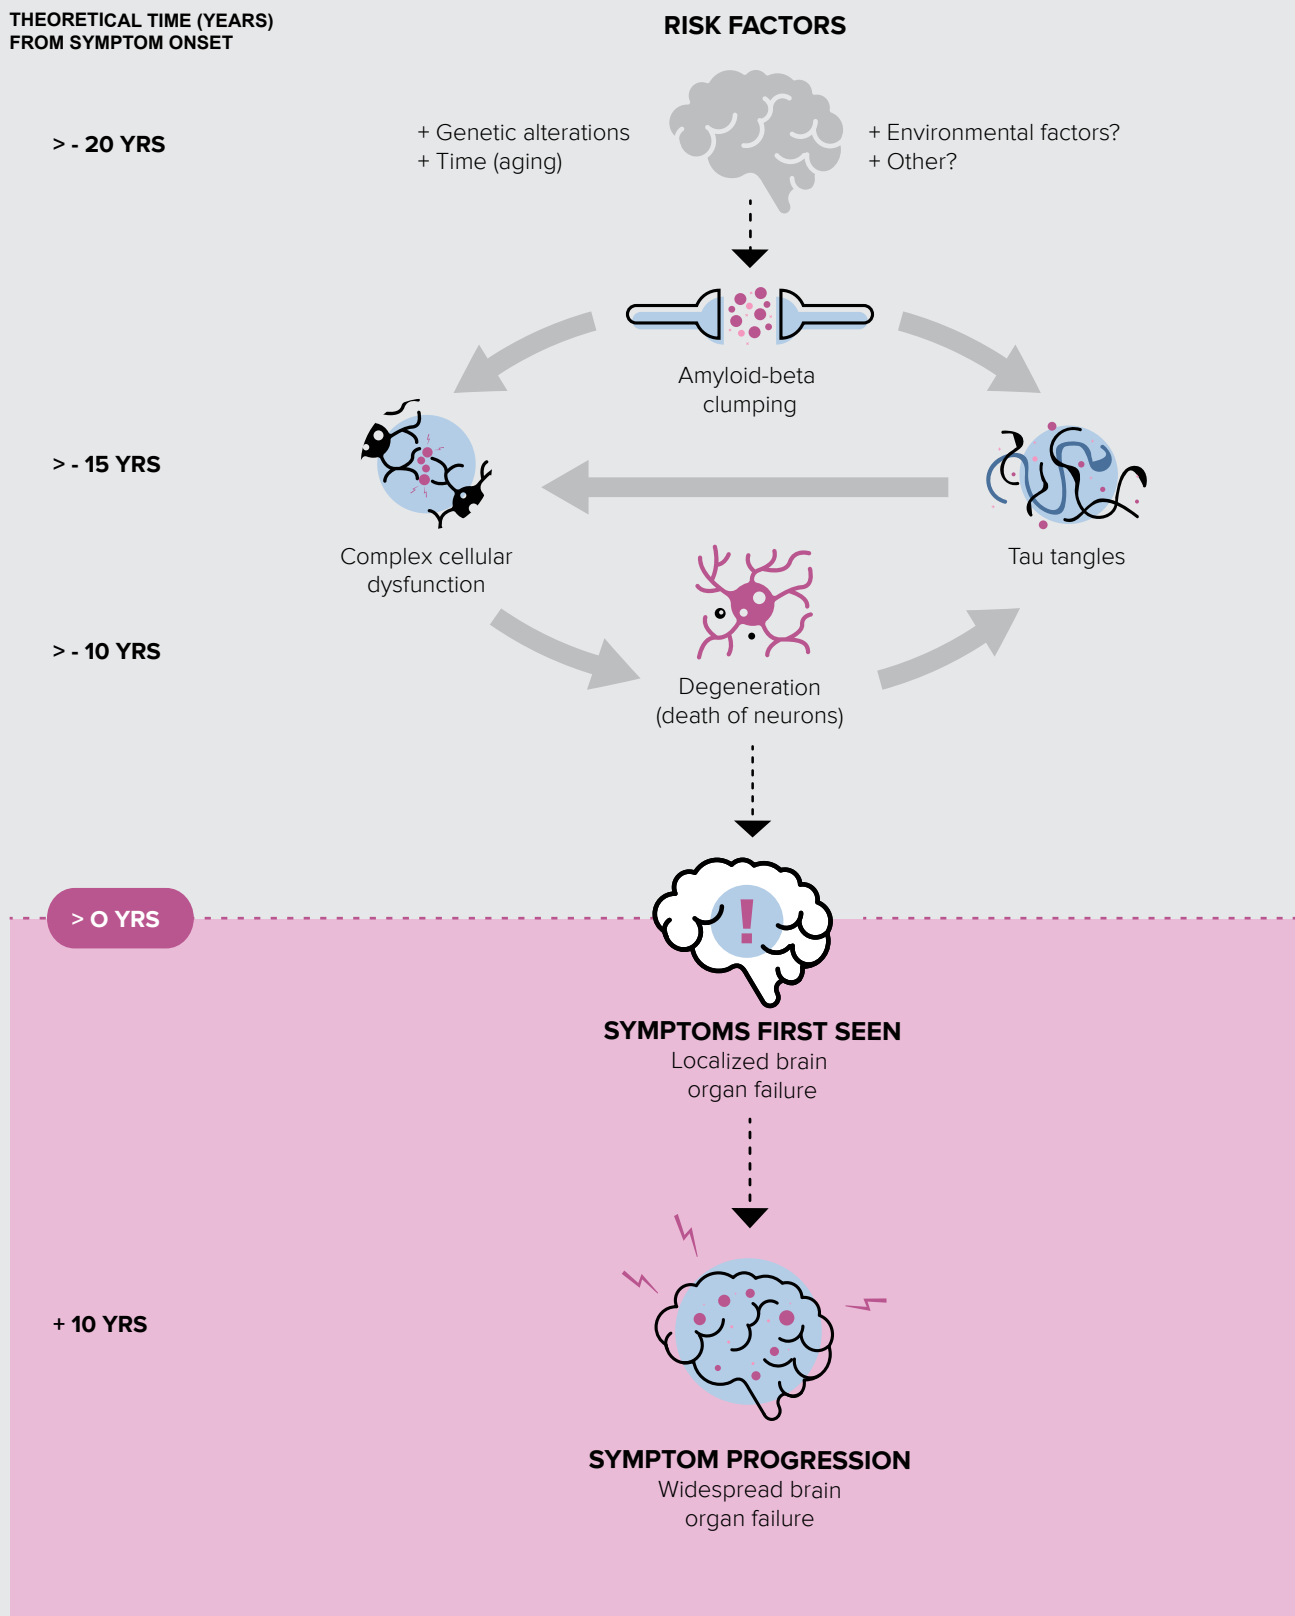 THEORETICAL TIME (YEARS)
FROM SYMPTOM ONSET
RISK FACTORS
> - 20 YRS
+ Genetic alterations
+ Time (aging)
+ Environmental factors?
+ Other?
Amyloid-beta
clumping
> - 15 YRS
Complex cellular
dysfunction
Tau tangles
> - 10 YRS
Degeneration
(death of neurons)
> O YRS
!
SYMPTOMS FIRST SEEN
Localized brain
organ failure
+ 10 YRS
SYMPTOM PROGRESSION
Widespread brain
organ failure